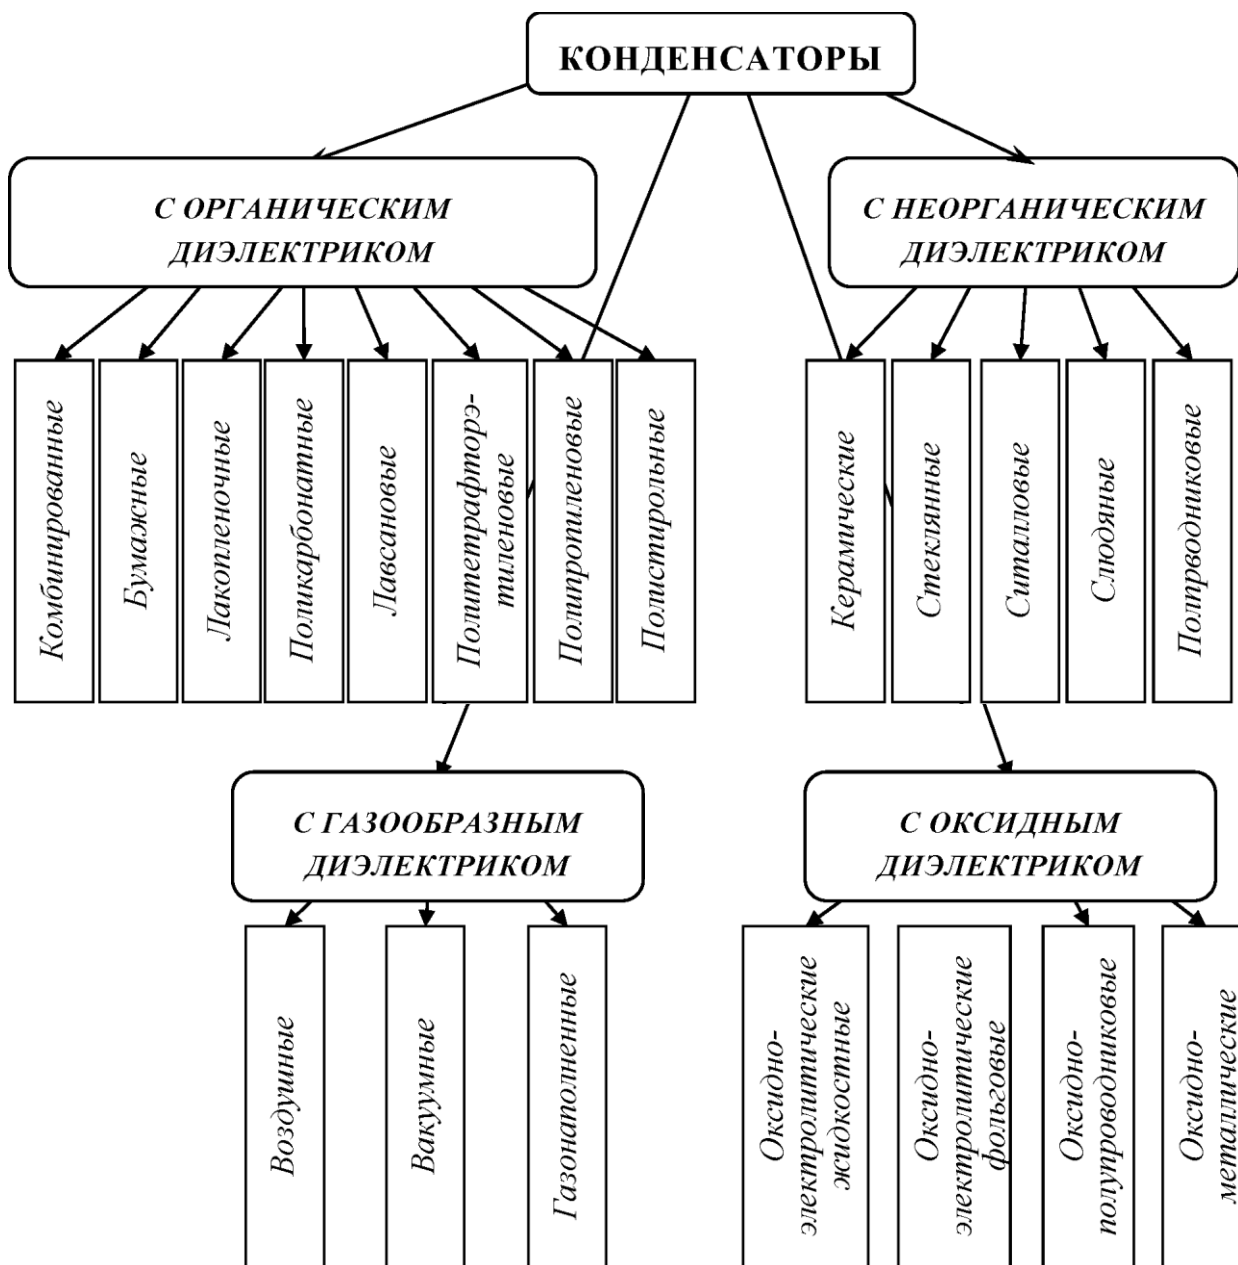 КОНДЕНСАТОРЫ
С ОРГАНИЧЕСКИМ
ДИЭЛЕКТРИКОМ
С НЕОРГАНИЧЕСКИМ
ДИЭЛЕКТРИКОМ
Комбинированные
Бумажные
Лакопленочные
Поликарбонатные
Лавсановые
Политетрафторэ-
тиленовые
Полипропиленовые
Полистирольные
Керамические
Стеклянные
Ситалловые
Слюдяные
Полпрводниковые
С ГАЗООБРАЗНЫМ
ДИЭЛЕКТРИКОМ
С ОКСИДНЫМ
ДИЭЛЕКТРИКОМ
Воздушные
Вакуумные
Газонаполненные
Оксидно-
электролитические
жидкостные
Оксидно-
электролитические
фольговые
Оксидно-
полупроводниковые
Оксидно-
металлические